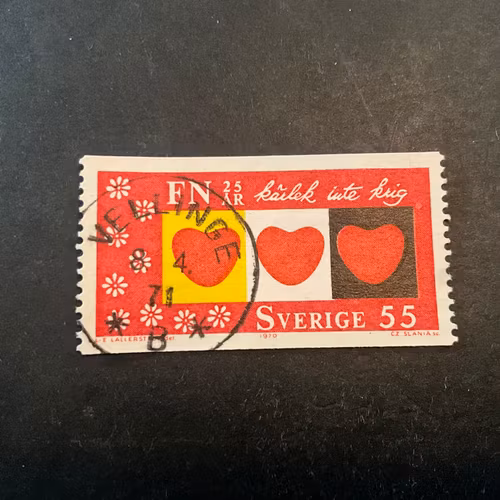 FN 25 ÅR kärlek inte krig
VELLINGE
8 4.
71
* B *
SVERIGE 55
1970
CZ. SLANIA sc.